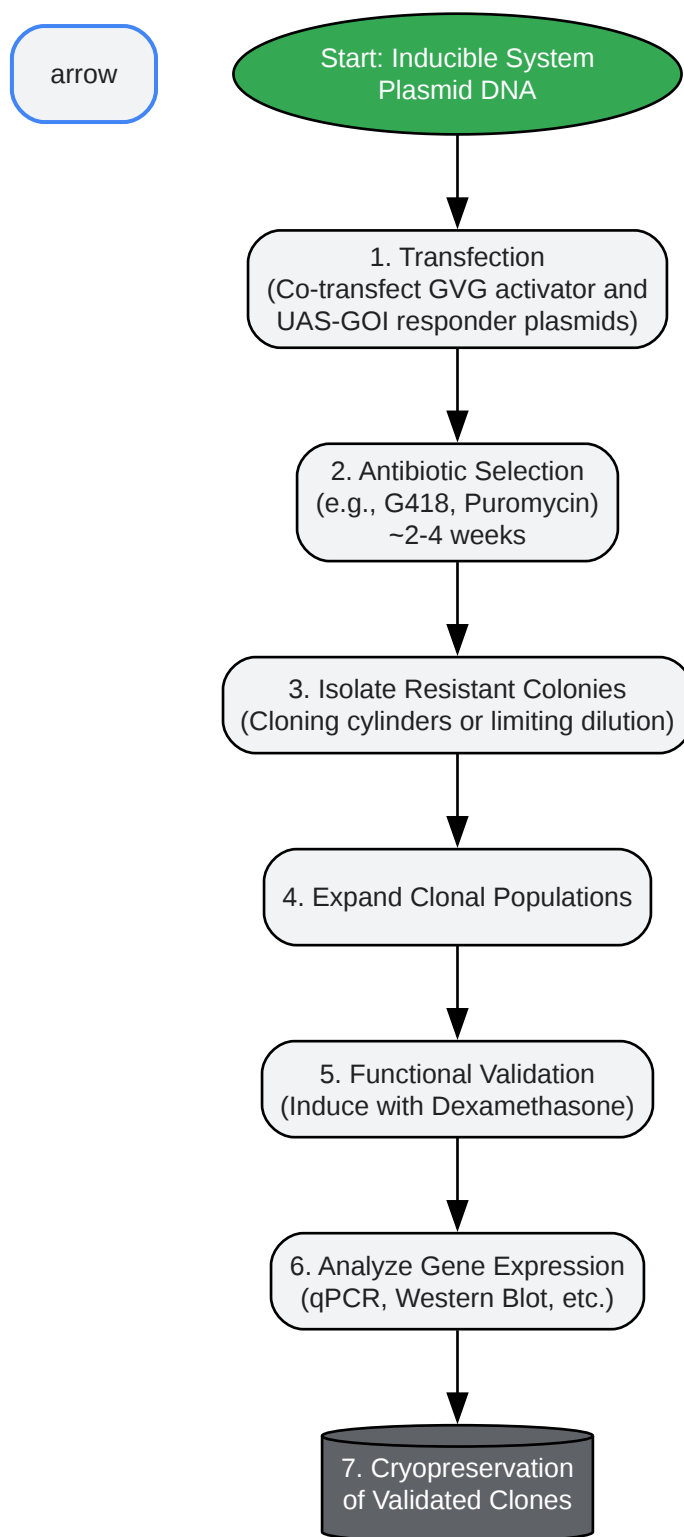 arrow
Start: Inducible System
Plasmid DNA
1. Transfection
(Co-transfect GVG activator and
UAS-GOI responder plasmids)
2. Antibiotic Selection
(e.g., G418, Puromycin)
~2-4 weeks
3. Isolate Resistant Colonies
(Cloning cylinders or limiting dilution)
4. Expand Clonal Populations
5. Functional Validation
(Induce with Dexamethasone)
6. Analyze Gene Expression
(qPCR, Western Blot, etc.)
7. Cryopreservation
of Validated Clones